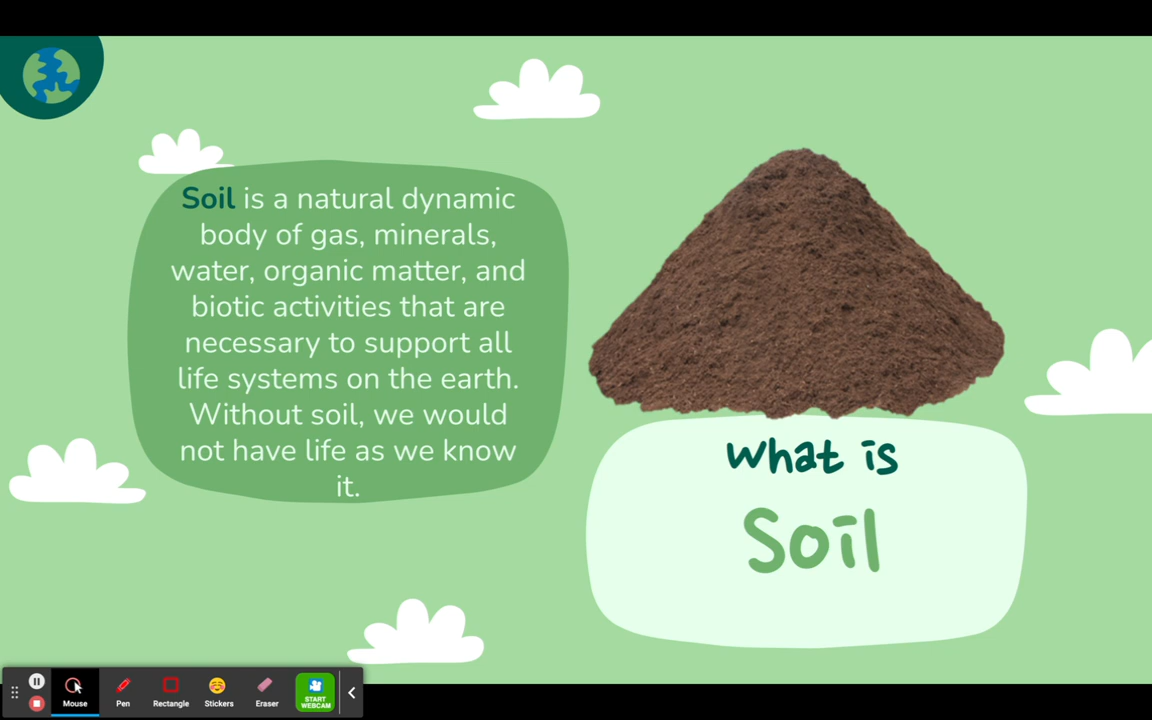 Soil is a natural dynamic
body of gas, minerals,
water, organic matter, and
biotic activities that are
necessary to support all
life systems on the earth.
Without soil, we would
not have life as we know
it.
what is
Soil
Mouse
Pen
Rectangle
Stickers
Eraser
START
WEBCAM